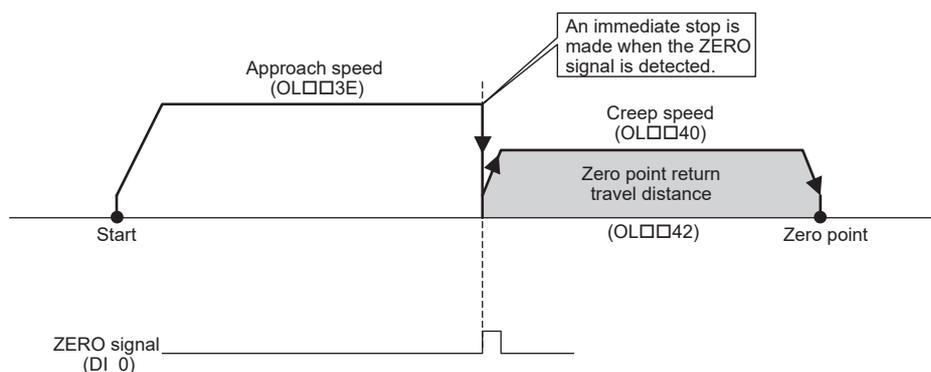 An immediate stop is
made when the ZERO
signal is detected.
Approach speed
(OL□□3E)
Creep speed
(OL□□40)
Zero point return
travel distance
Start
(OL□□42)
Zero point
ZERO signal
(DI_0)